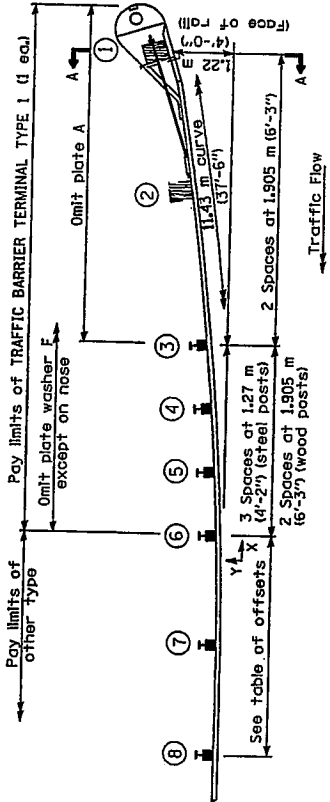 Pay limits of TRAFFIC BARRIER TERMINAL TYPE 1 (1 ea.)
Pay limits of
other type
Omit plate washer F
except on nose
Omit plate A
A
1
2
3
4
5
6
7
8
1.22 m
(4'-0")
(Face of rail)
A
11.43 m curve
(37'-6")
Y
X
3 Spaces at 1.27 m
(4'-2") (steel posts)
2 Spaces at 1.905 m
(6'-3") (wood posts)
2 Spaces at 1.905 m (6'-3")
See table of offsets
Traffic Flow